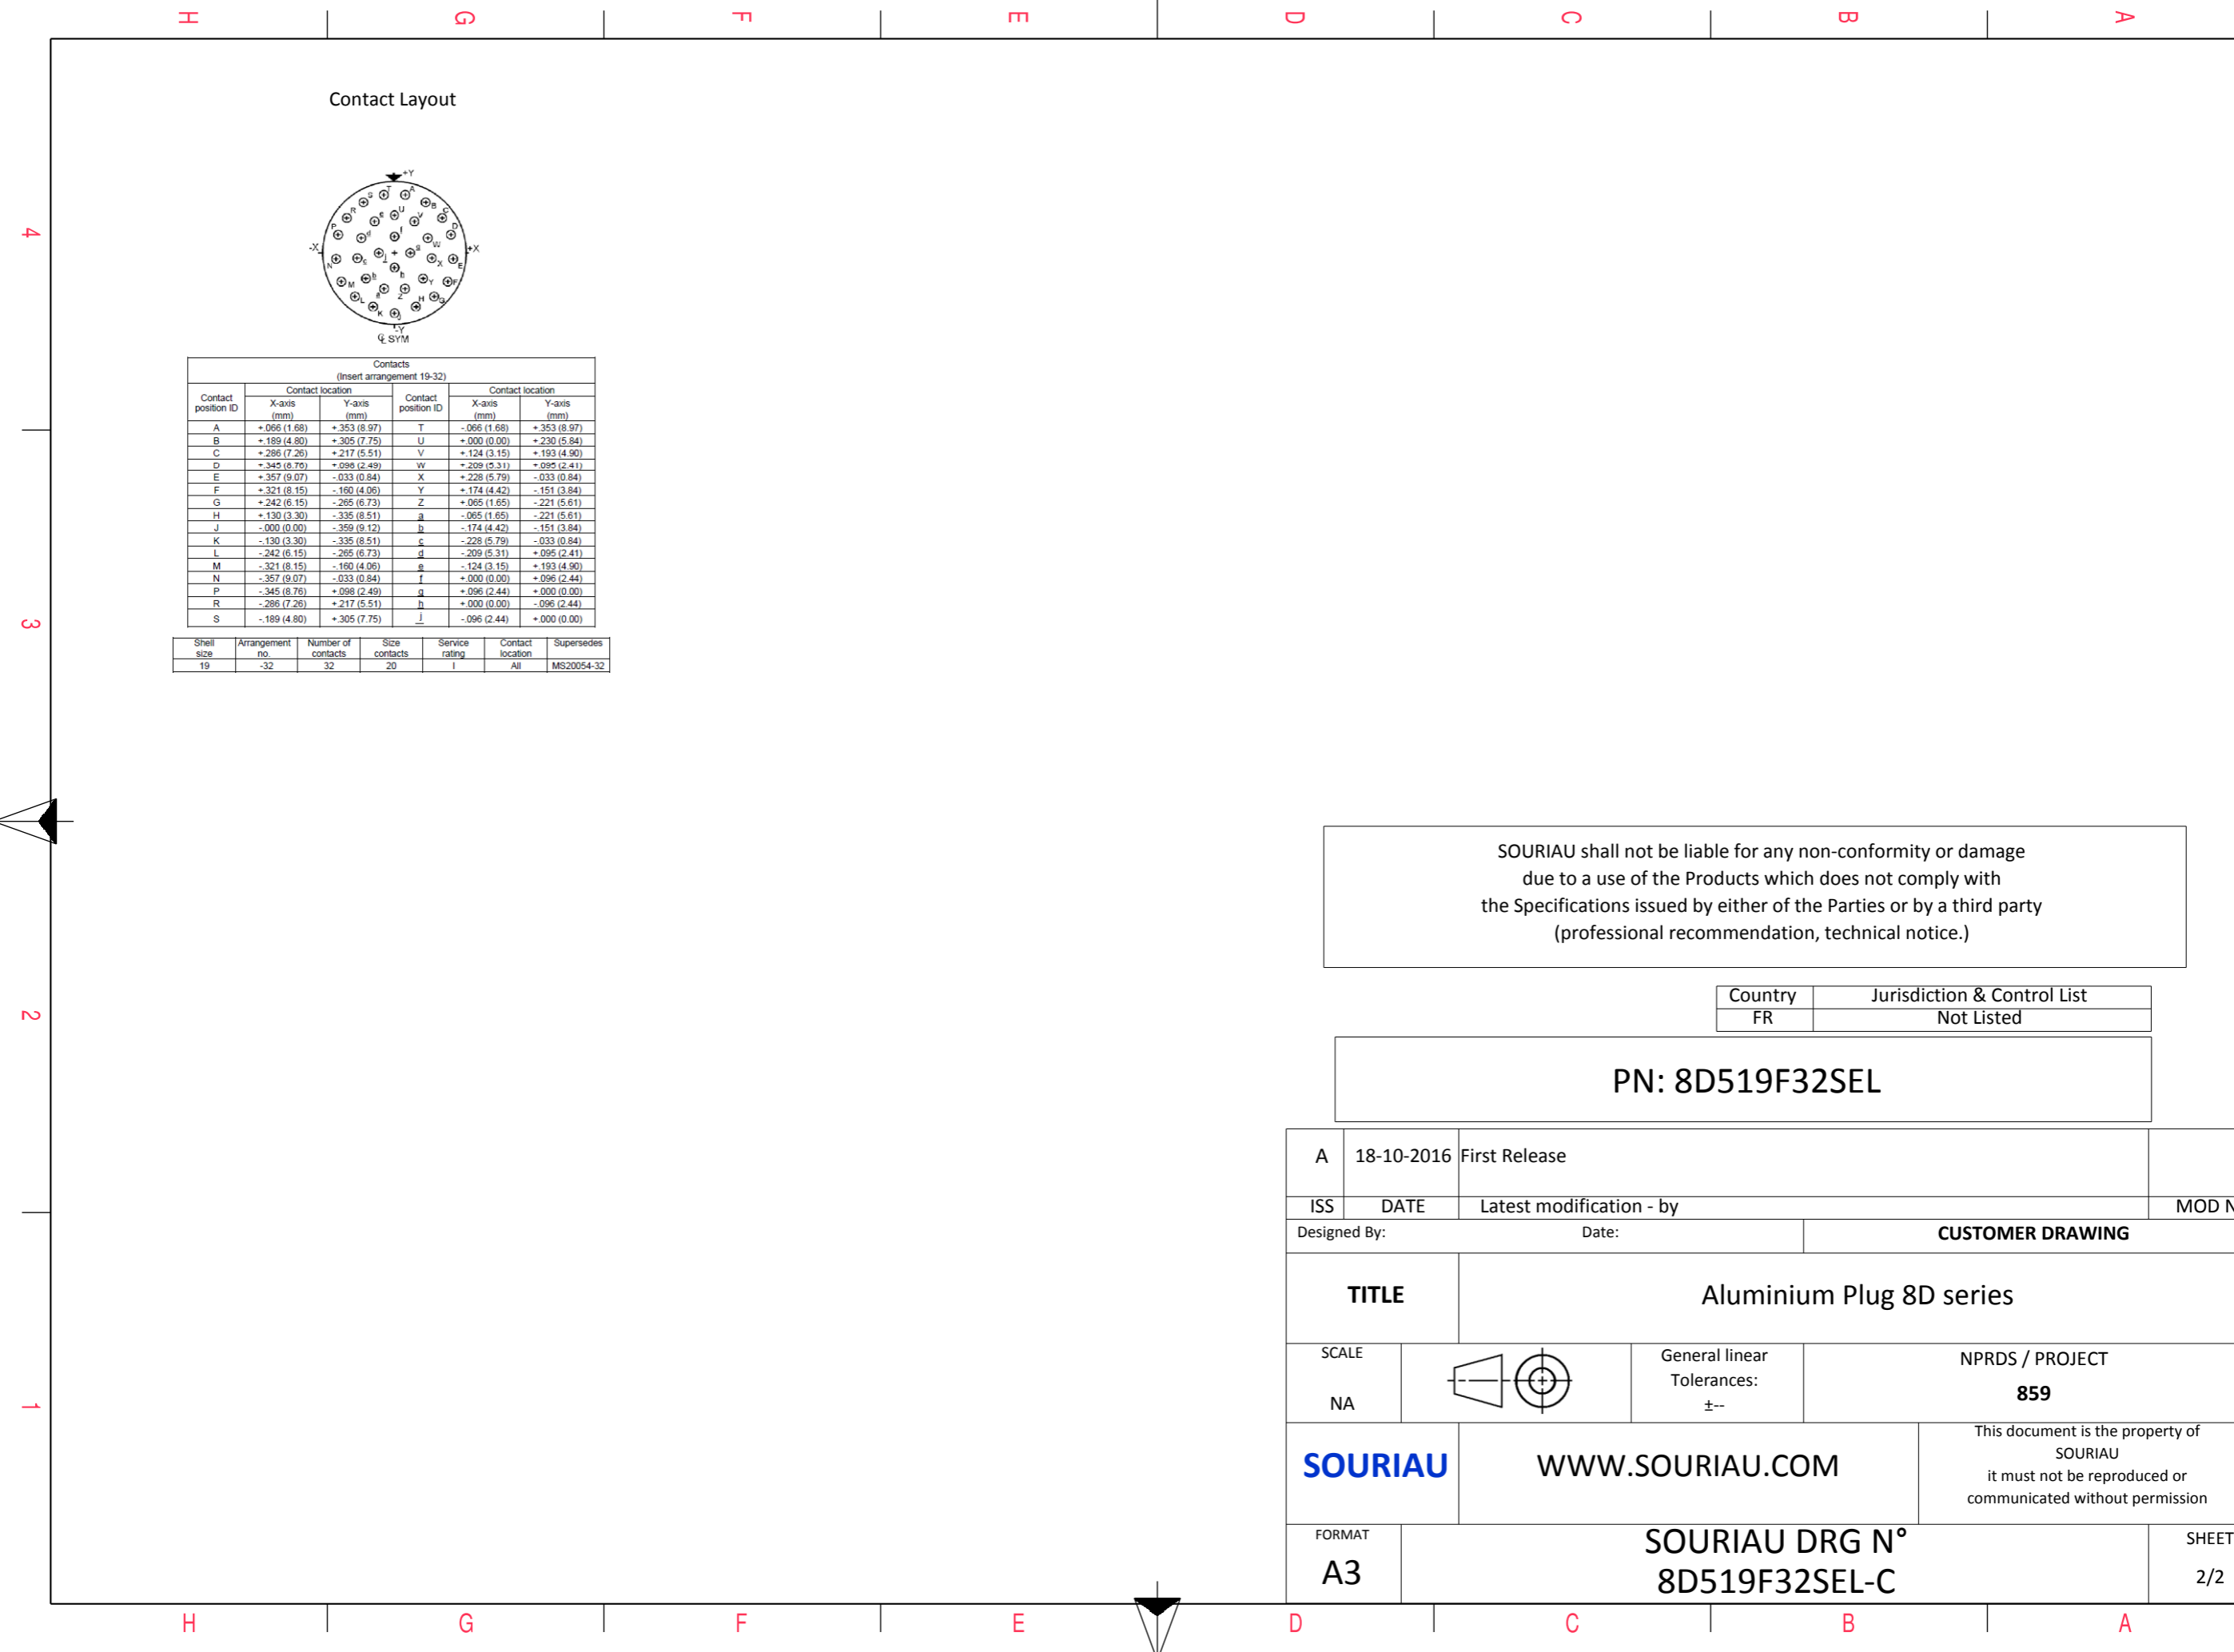 H G F E D C B A
Contact Layout
+Y
T A
S B
R e U V C
P d f W D
-X j g +X
N c X E
M b h Y F
L a Z H G
K J
-Y
℄ SYM
Contacts
(Insert arrangement 19-32)
Contact position ID Contact location Contact position ID Contact location
X-axis (mm) Y-axis (mm) X-axis (mm) Y-axis (mm)
A +.066 (1.68) +.353 (8.97) T -.066 (1.68) +.353 (8.97)
B +.189 (4.80) +.305 (7.75) U +.000 (0.00) +.230 (5.84)
C +.286 (7.26) +.217 (5.51) V +.124 (3.15) +.193 (4.90)
D +.345 (8.76) +.098 (2.49) W +.209 (5.31) +.095 (2.41)
E +.357 (9.07) -.033 (0.84) X +.228 (5.79) -.033 (0.84)
F +.321 (8.15) -.160 (4.06) Y +.174 (4.42) -.151 (3.84)
G +.242 (6.15) -.265 (6.73) Z +.065 (1.65) -.221 (5.61)
H +.130 (3.30) -.335 (8.51) a -.065 (1.65) -.221 (5.61)
J -.000 (0.00) -.359 (9.12) b -.174 (4.42) -.151 (3.84)
K -.130 (3.30) -.335 (8.51) c -.228 (5.79) -.033 (0.84)
L -.242 (6.15) -.265 (6.73) d -.209 (5.31) +.095 (2.41)
M -.321 (8.15) -.160 (4.06) e -.124 (3.15) +.193 (4.90)
N -.357 (9.07) -.033 (0.84) f +.000 (0.00) +.096 (2.44)
P -.345 (8.76) +.098 (2.49) g +.096 (2.44) +.000 (0.00)
R -.286 (7.26) +.217 (5.51) h +.000 (0.00) -.096 (2.44)
S -.189 (4.80) +.305 (7.75) j -.096 (2.44) +.000 (0.00)
Shell size Arrangement no. Number of contacts Size contacts Service rating Contact location Supersedes
19 -32 32 20 I All MS20054-32
4
3
2
1
SOURIAU shall not be liable for any non-conformity or damage
due to a use of the Products which does not comply with
the Specifications issued by either of the Parties or by a third party
(professional recommendation, technical notice.)
Country Jurisdiction & Control List
FR Not Listed
PN: 8D519F32SEL
A 18-10-2016 First Release
ISS DATE Latest modification - by MOD N
Designed By: Date: CUSTOMER DRAWING
TITLE Aluminium Plug 8D series
SCALE
NA
General linear
Tolerances:
±--
NPRDS / PROJECT
859
SOURIAU WWW.SOURIAU.COM
This document is the property of
SOURIAU
it must not be reproduced or
communicated without permission
FORMAT
A3
SOURIAU DRG N°
8D519F32SEL-C
SHEET
2/2
H G F E D C B A